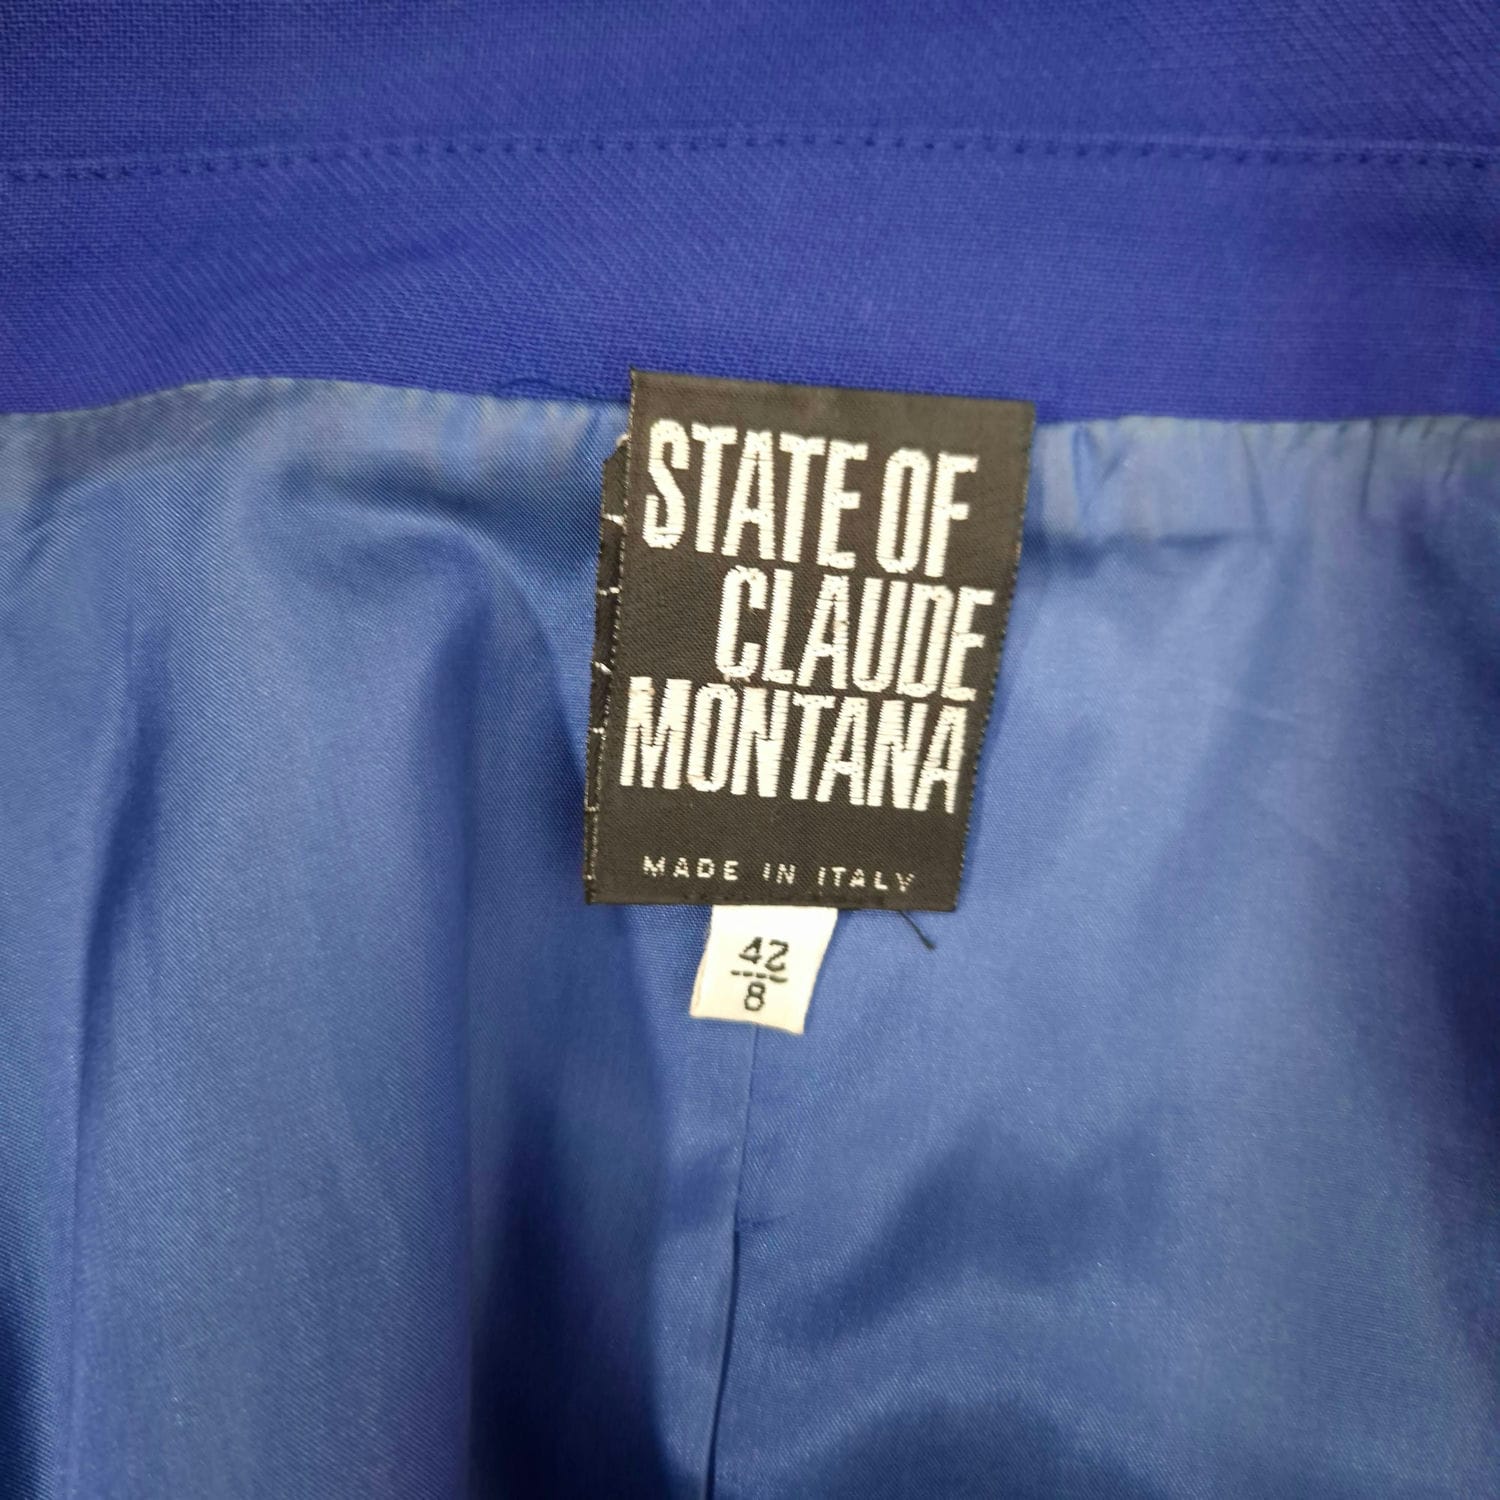 STATE OF
CLAUDE
MONTANA
MADE IN ITALY
42
8